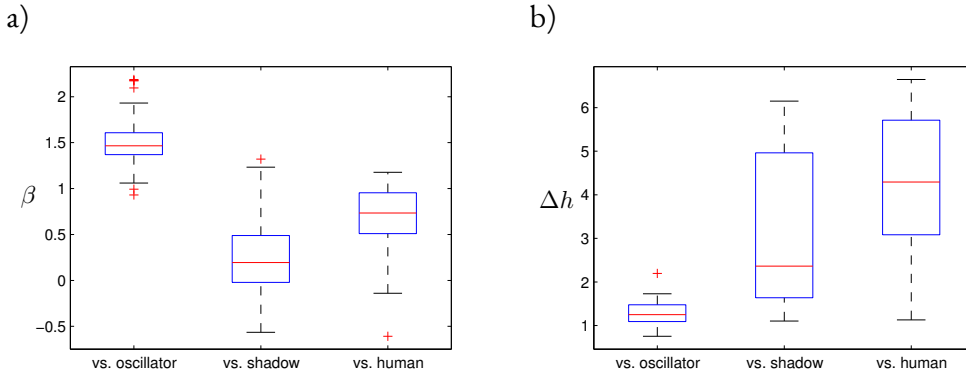 a)
2
1.5
1
0.5
0
−0.5
β
vs. oscillator vs. shadow vs. human
b)
6
5
4
3
2
1
Δh
vs. oscillator vs. shadow vs. human